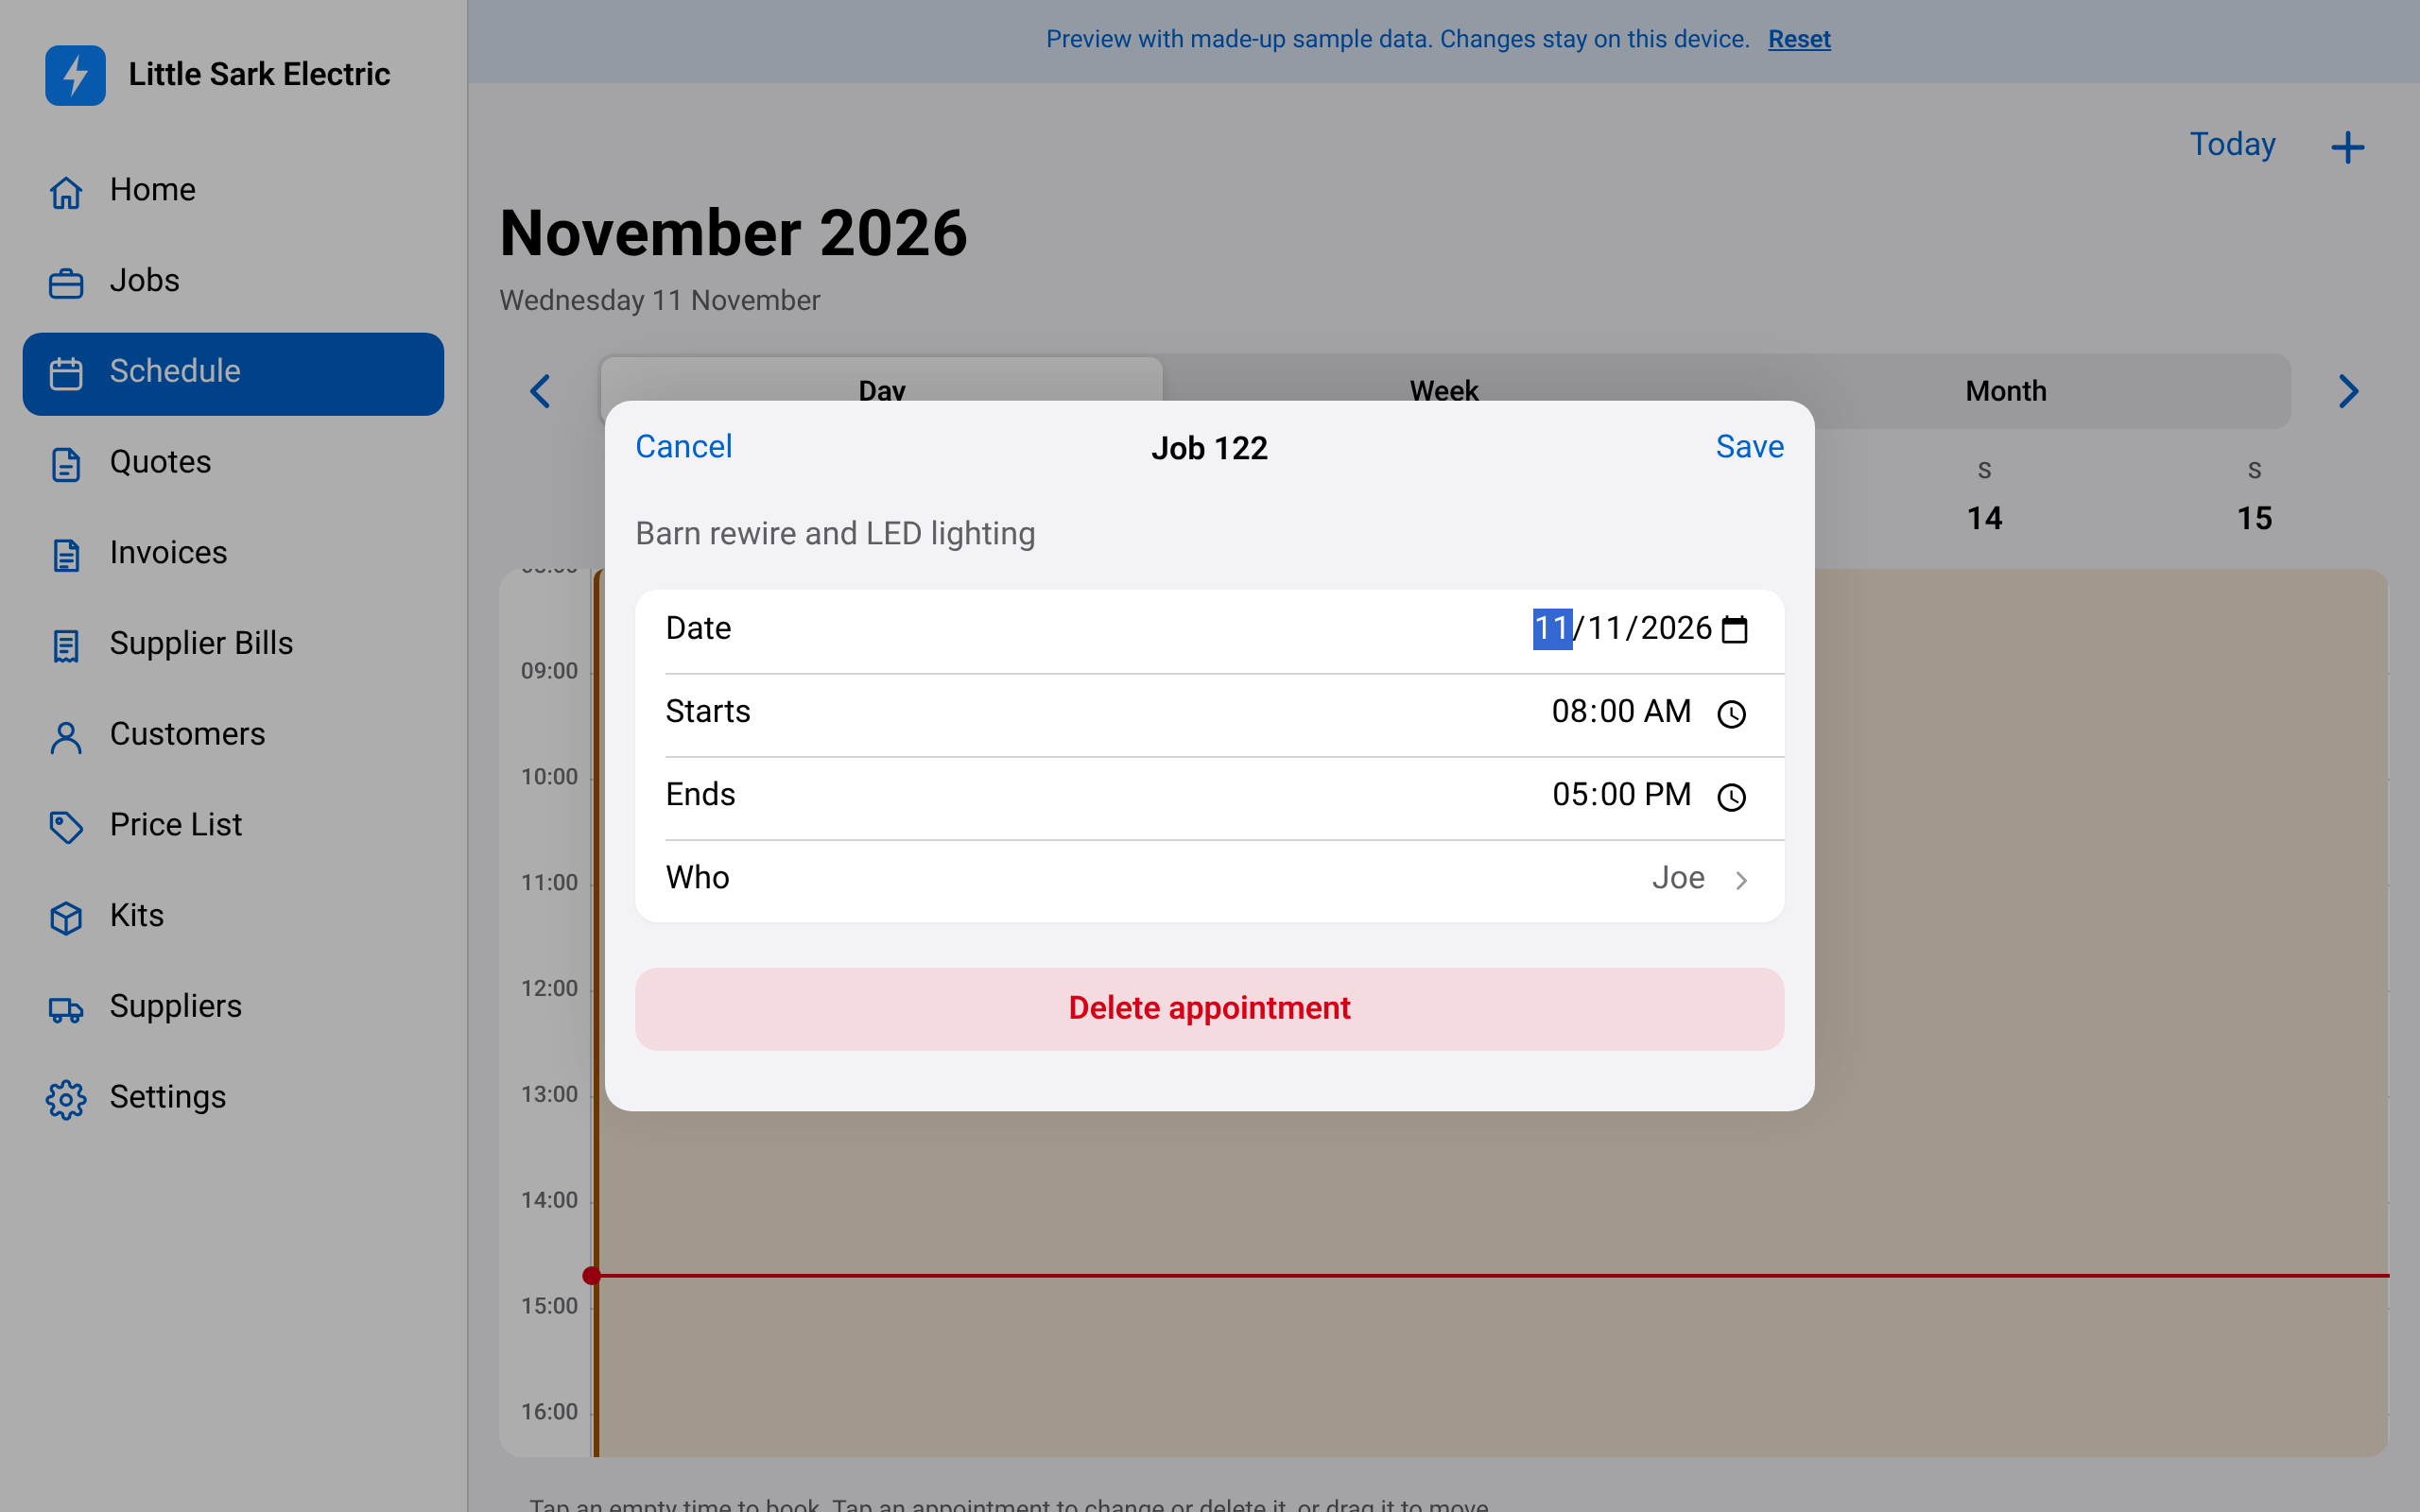 Little Sark Electric
Home
Jobs
Schedule
Quotes
Invoices
Supplier Bills
Customers
Price List
Kits
Suppliers
Settings
Preview with made-up sample data. Changes stay on this device. Reset
Today
November 2026
Wednesday 11 November
Day Week Month
S S
14 15
Cancel Job 122 Save
Barn rewire and LED lighting
Date 11/11/2026
Starts 08:00 AM
Ends 05:00 PM
Who Joe
Delete appointment
09:00
10:00
11:00
12:00
13:00
14:00
15:00
16:00
Tap an empty time to book. Tap an appointment to change or delete it, or drag it to move.